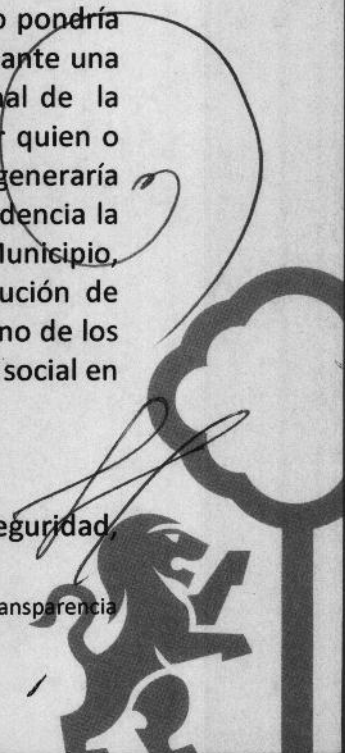 o pondría
ante una
nal de la
r quien o
generaría
dencia la
Municipio,
ución de
no de los
social en
eguridad,
ansparencia